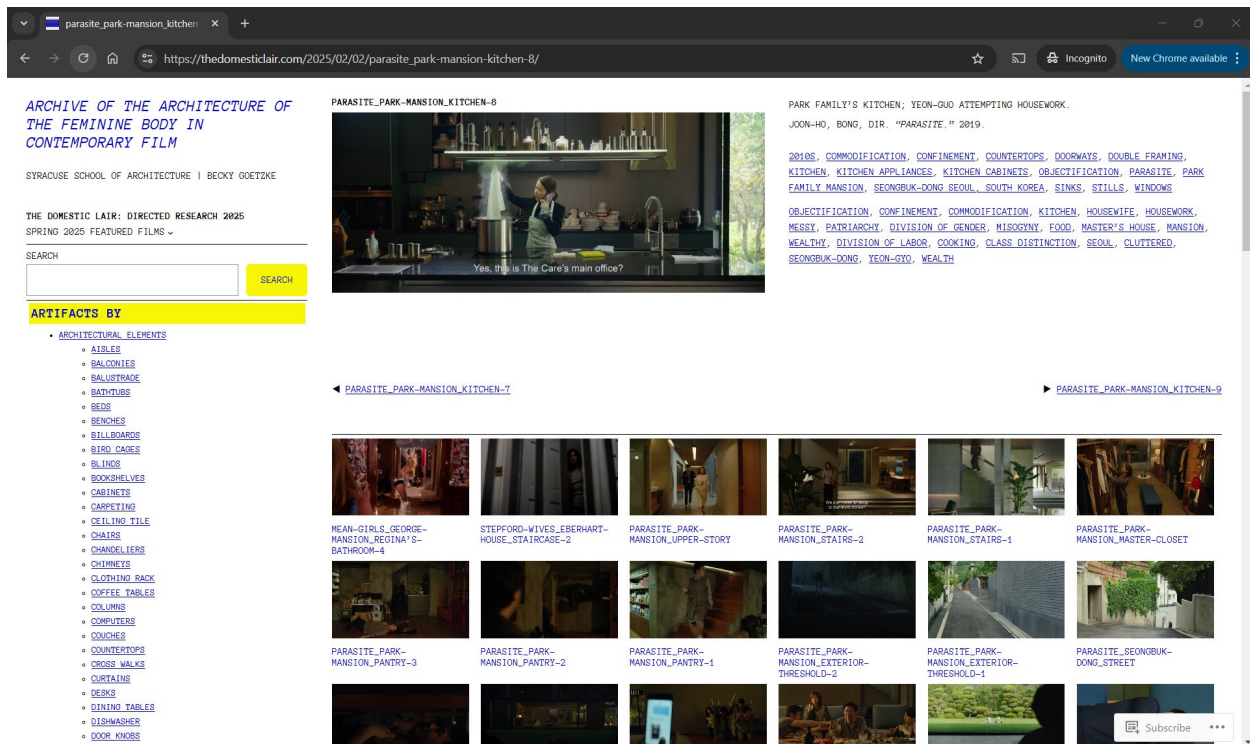 parasite_park-mansion_kitchen-
https://thedomesticlair.com/2025/02/02/parasite_park-mansion-kitchen-8/
Incognito
New Chrome available
ARCHIVE OF THE ARCHITECTURE OF
THE FEMININE BODY IN
CONTEMPORARY FILM
SYRACUSE SCHOOL OF ARCHITECTURE | BECKY GOETZKE
THE DOMESTIC LAIR: DIRECTED RESEARCH 2025
SPRING 2025 FEATURED FILMS
SEARCH
SEARCH
ARTIFACTS BY
ARCHITECTURAL ELEMENTS
AISLES
BALCONIES
BALUSTRADE
BATHTUBS
BEDS
BENCHES
BILLBOARDS
BIRD CAGES
BLINDS
BOOKSHELVES
CABINETS
CARPETING
CEILING TILE
CHAIRS
CHANDELIERS
CHIMNEYS
CLOTHING RACK
COFFEE TABLES
COLUMNS
COMPUTERS
COUCHES
COUNTERTOPS
CROSS WALKS
CURTAINS
DESKS
DINING TABLES
DISHWASHER
DOOR KNOBS
PARASITE_PARK-MANSION_KITCHEN-8
Yes, this is The Care's main office?
PARK FAMILY'S KITCHEN; YEON-GUO ATTEMPTING HOUSEWORK.
JOON-HO, BONG, DIR. "PARASITE." 2019.
2010S, COMMODIFICATION, CONFINEMENT, COUNTERTOPS, DOORWAYS, DOUBLE FRAMING,
KITCHEN, KITCHEN APPLIANCES, KITCHEN CABINETS, OBJECTIFICATION, PARASITE, PARK
FAMILY MANSION, SEONGBUK-DONG SEOUL, SOUTH KOREA, SINKS, STILLS, WINDOWS
OBJECTIFICATION, CONFINEMENT, COMMODIFICATION, KITCHEN, HOUSEWIFE, HOUSEWORK,
MESSY, PATRIARCHY, DIVISION OF GENDER, MISOGYNY, FOOD, MASTER'S HOUSE, MANSION,
WEALTHY, DIVISION OF LABOR, COOKING, CLASS DISTINCTION, SEOUL, CLUTTERED,
SEONGBUK-DONG, YEON-GYO, WEALTH
PARASITE_PARK-MANSION_KITCHEN-7
PARASITE_PARK-MANSION_KITCHEN-9
MEAN-GIRLS_GEORGE-
MANSION_REGINA'S-
BATHROOM-4
STEPFORD-WIVES_EBERHART-
HOUSE_STAIRCASE-2
PARASITE_PARK-
MANSION_UPPER-STORY
PARASITE_PARK-
MANSION_STAIRS-2
PARASITE_PARK-
MANSION_STAIRS-1
PARASITE_PARK-
MANSION_MASTER-CLOSET
PARASITE_PARK-
MANSION_PANTRY-3
PARASITE_PARK-
MANSION_PANTRY-2
PARASITE_PARK-
MANSION_PANTRY-1
PARASITE_PARK-
MANSION_EXTERIOR-
THRESHOLD-2
PARASITE_PARK-
MANSION_EXTERIOR-
THRESHOLD-1
PARASITE_SEONGBUK-
DONG_STREET
Subscribe